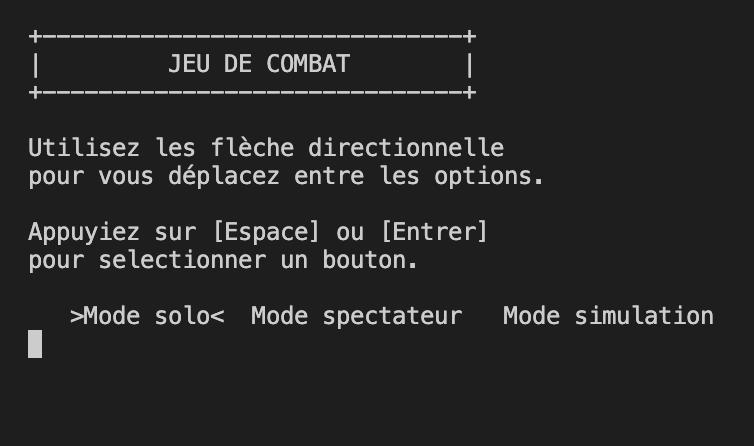 +------------------------------+
|         JEU DE COMBAT        |
+------------------------------+
Utilisez les flèche directionnelle
pour vous déplacez entre les options.
Appuyiez sur [Espace] ou [Entrer]
pour selectionner un bouton.
>Mode solo<  Mode spectateur   Mode simulation